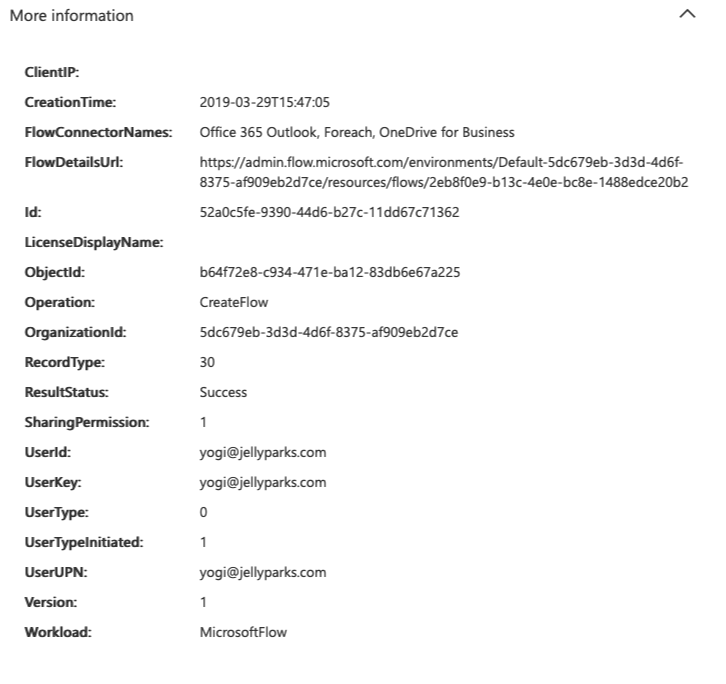 More information
ClientIP:
CreationTime: 2019-03-29T15:47:05
FlowConnectorNames: Office 365 Outlook, Foreach, OneDrive for Business
FlowDetailsUrl: https://admin.flow.microsoft.com/environments/Default-5dc679eb-3d3d-4d6f-
8375-af909eb2d7ce/resources/flows/2eb8f0e9-b13c-4e0e-bc8e-1488edce20b2
Id: 52a0c5fe-9390-44d6-b27c-11dd67c71362
LicenseDisplayName:
ObjectId: b64f72e8-c934-471e-ba12-83db6e67a225
Operation: CreateFlow
OrganizationId: 5dc679eb-3d3d-4d6f-8375-af909eb2d7ce
RecordType: 30
ResultStatus: Success
SharingPermission: 1
UserId: yogi@jellyparks.com
UserKey: yogi@jellyparks.com
UserType: 0
UserTypeInitiated: 1
UserUPN: yogi@jellyparks.com
Version: 1
Workload: MicrosoftFlow